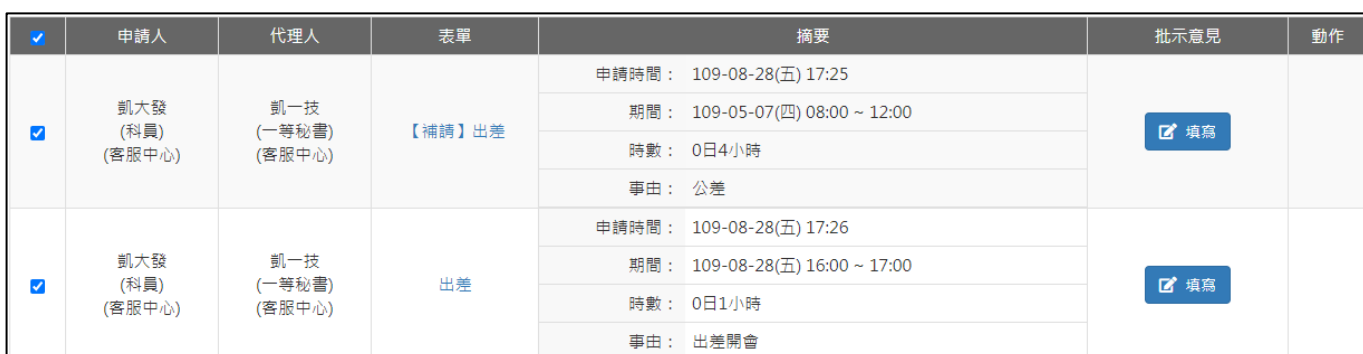 申請人 代理人 表單 摘要 批示意見 動作
申請時間： 109-08-28(五) 17:25
期間： 109-05-07(四) 08:00 ~ 12:00
時數： 0日4小時
事由： 公差
凱大發
(科員)
(客服中心)
凱一技
(一等秘書)
(客服中心)
【補請】出差
填寫
申請時間： 109-08-28(五) 17:26
期間： 109-08-28(五) 16:00 ~ 17:00
時數： 0日1小時
事由： 出差開會
凱大發
(科員)
(客服中心)
凱一技
(一等秘書)
(客服中心)
出差
填寫